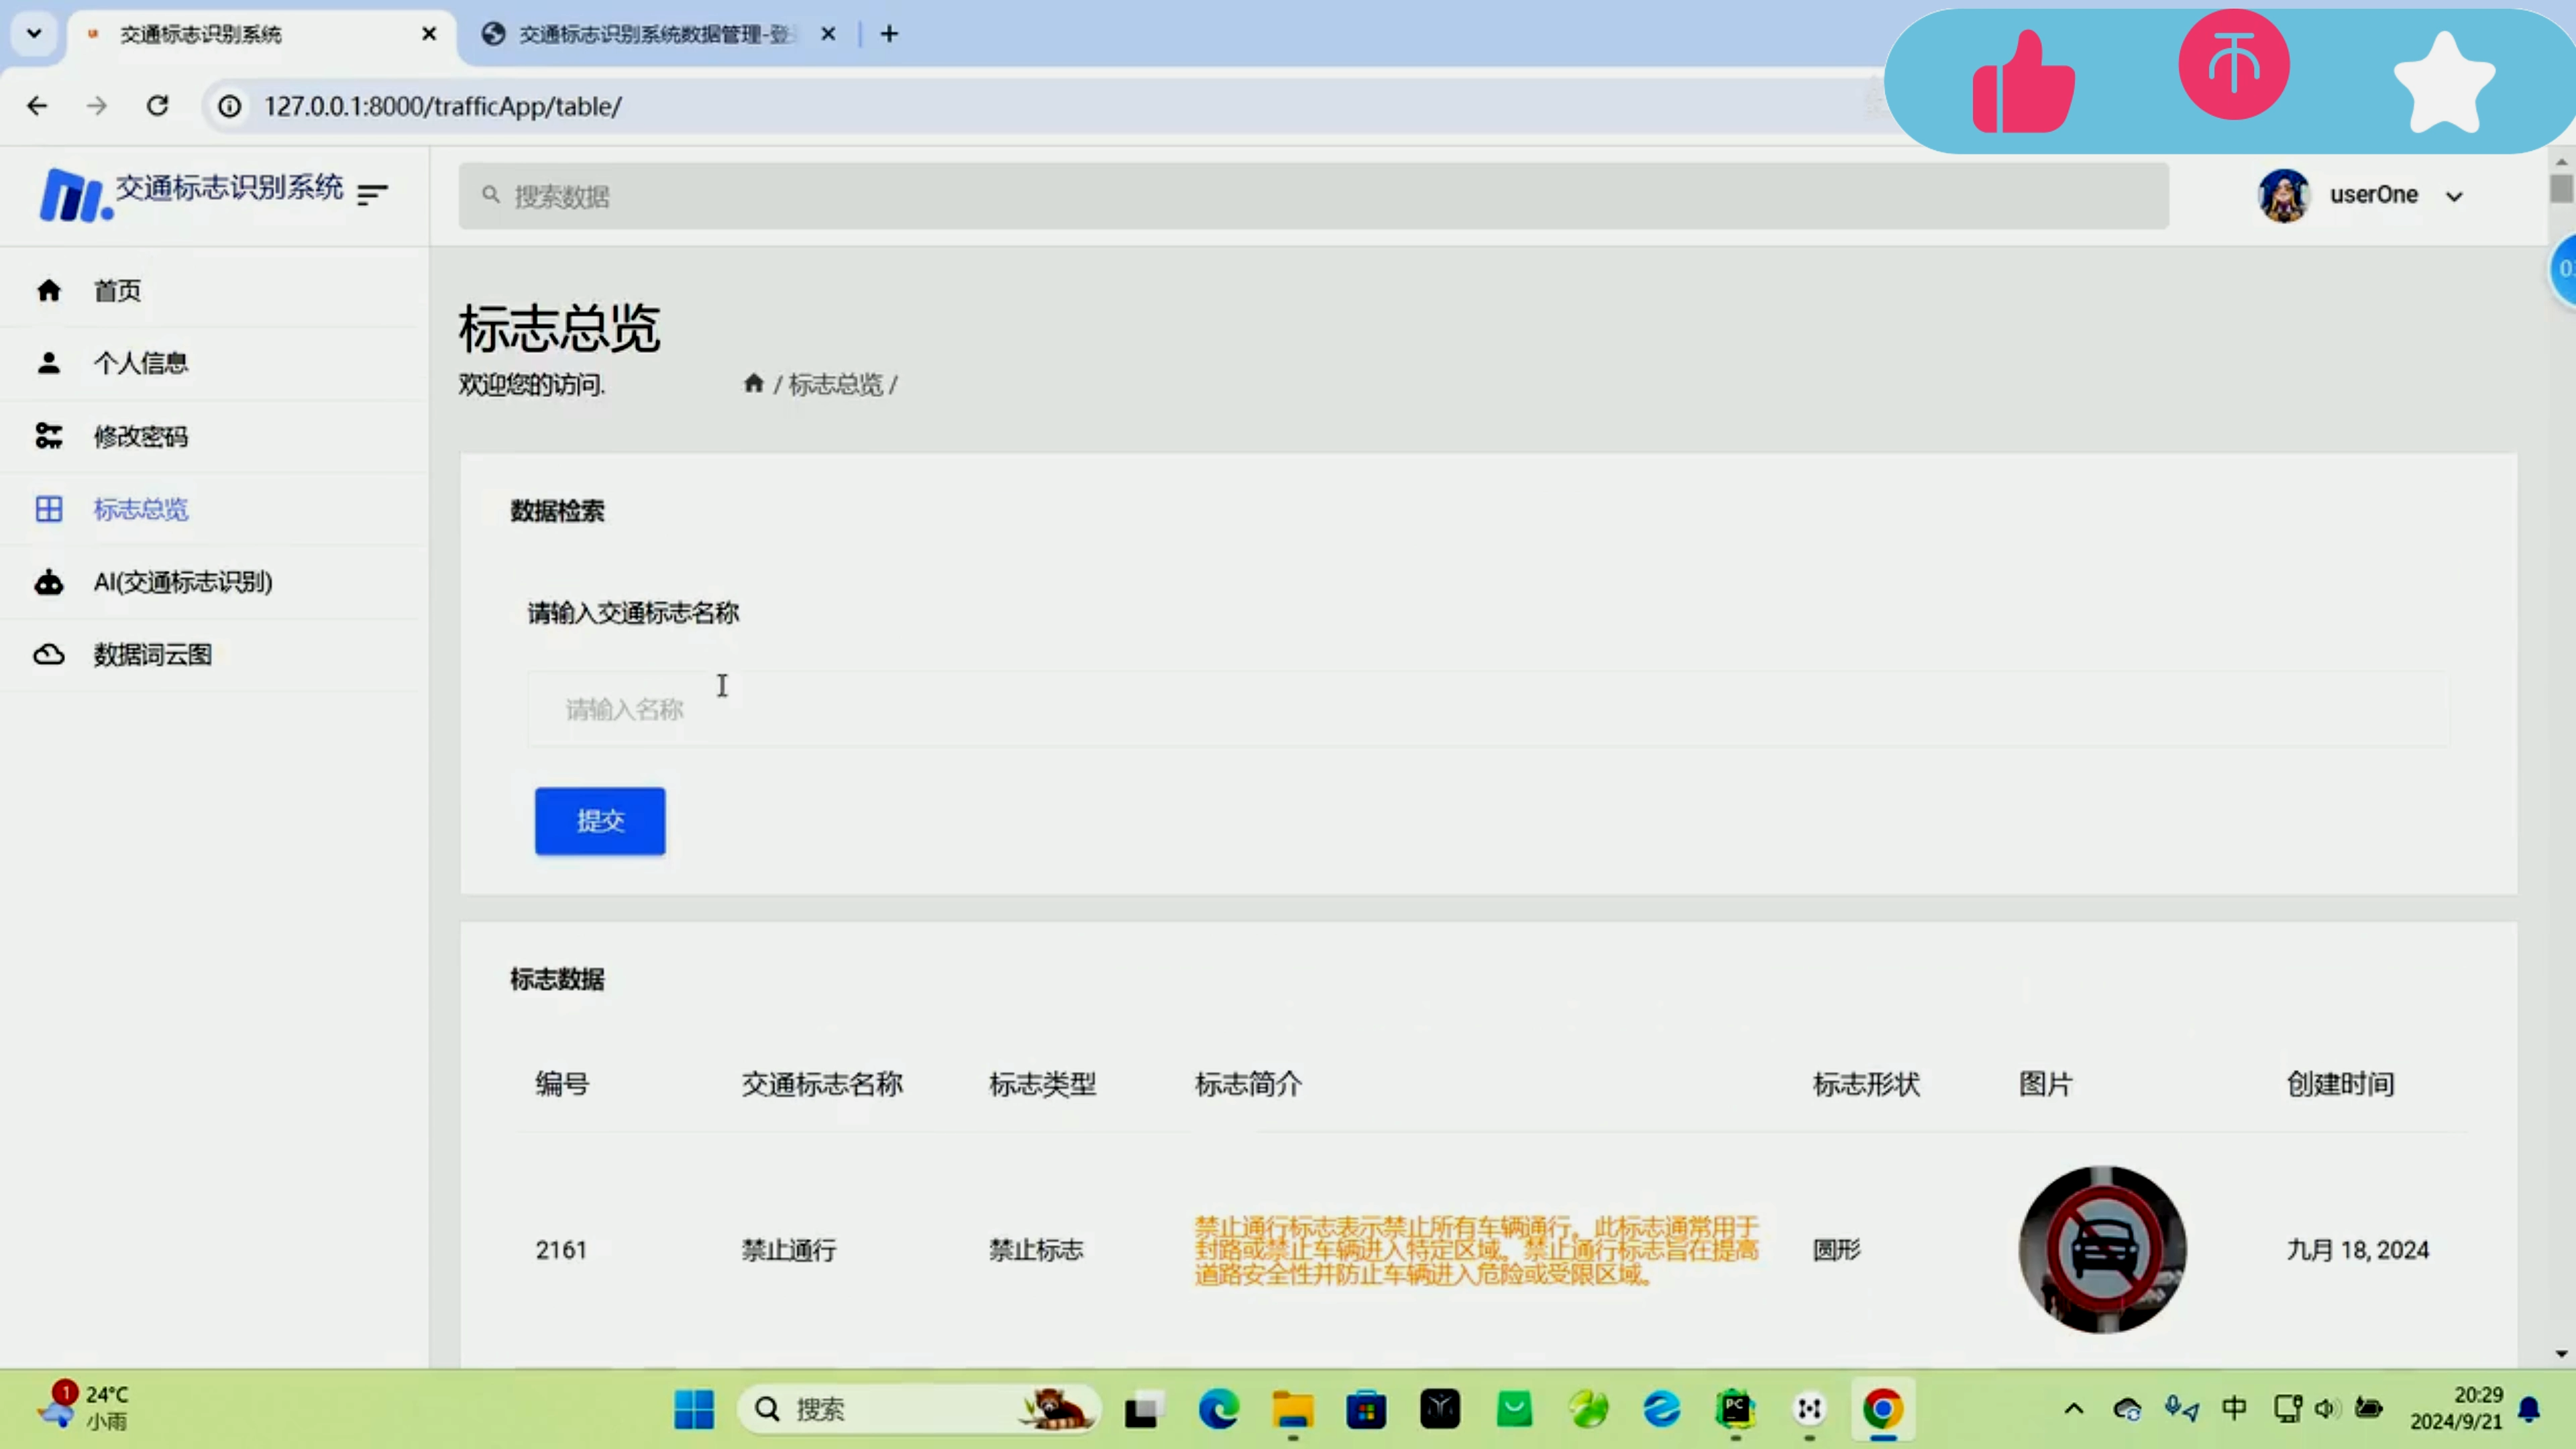 交通标志识别系统
交通标志识别系统数据管理-登
127.0.0.1:8000/trafficApp/table/
交通标志识别系统
搜索数据
userOne
首页
个人信息
修改密码
标志总览
AI(交通标志识别)
数据词云图
标志总览
欢迎您的访问.
/ 标志总览 /
数据检索
请输入交通标志名称
请输入名称
提交
标志数据
编号 交通标志名称 标志类型 标志简介 标志形状 图片 创建时间
2161 禁止通行 禁止标志
禁止通行标志表示禁止所有车辆通行。此标志通常用于
封路或禁止车辆进入特定区域。禁止通行标志旨在提高
道路安全性并防止车辆进入危险或受限区域。
圆形 九月 18, 2024
1
24°C
小雨
搜索
PC
中
20:29
2024/9/21